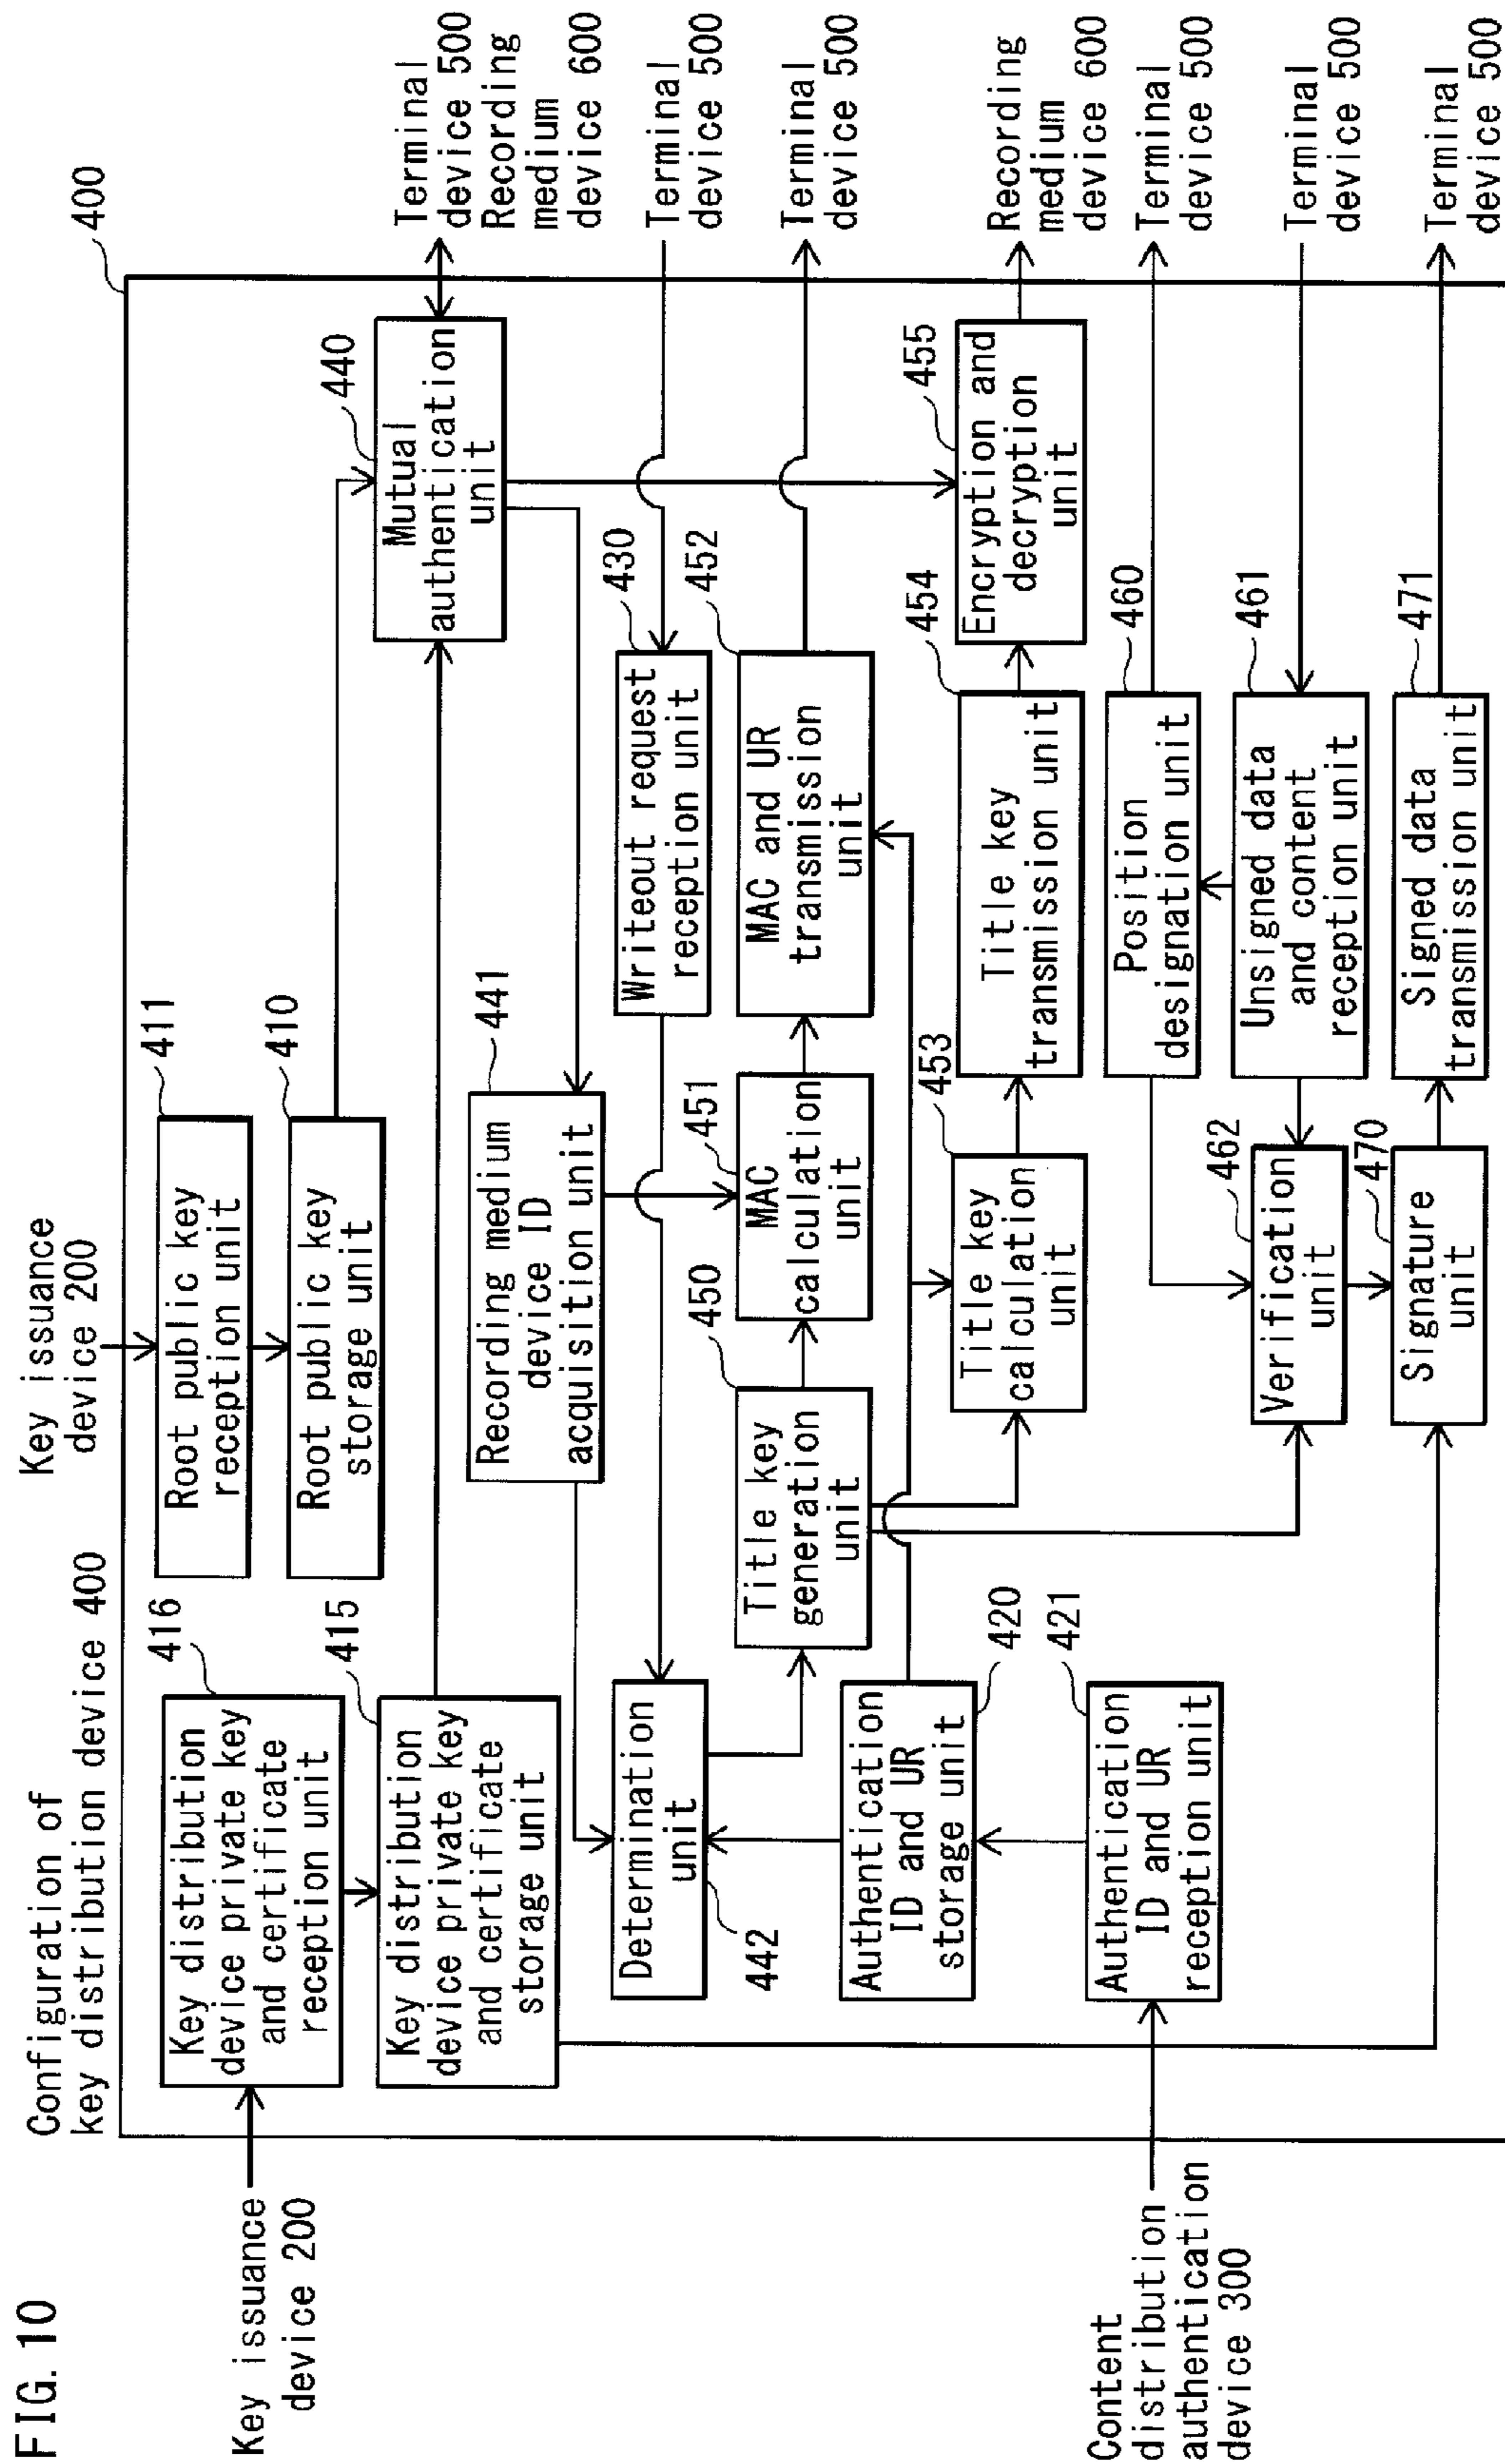 FIG. 10
Configuration of
key distribution device 400
Key issuance
device 200
400
Key issuance
device 200
416
Key distribution
device private key
and certificate
reception unit
411
Root public key
reception unit
415
Key distribution
device private key
and certificate
storage unit
410
Root public key
storage unit
440
Mutual
authentication
unit
Terminal
device 500
Recording
medium
device 600
441
Recording medium
device ID
acquisition unit
Determination
unit
442
430
Writeout request
reception unit
Terminal
device 500
450
Title key
generation
unit
451
MAC
calculation
unit
452
MAC and UR
transmission
unit
Terminal
device 500
420
Authentication
ID and UR
storage unit
453
Title key
calculation
unit
454
Title key
transmission unit
455
Encryption and
decryption
unit
Recording
medium
device 600
Content
distribution
authentication
device 300
421
Authentication
ID and UR
reception unit
460
Position
designation unit
Terminal
device 500
462
Verification
unit
461
Unsigned data
and content
reception unit
Terminal
device 500
470
Signature
unit
471
Signed data
transmission unit
Terminal
device 500